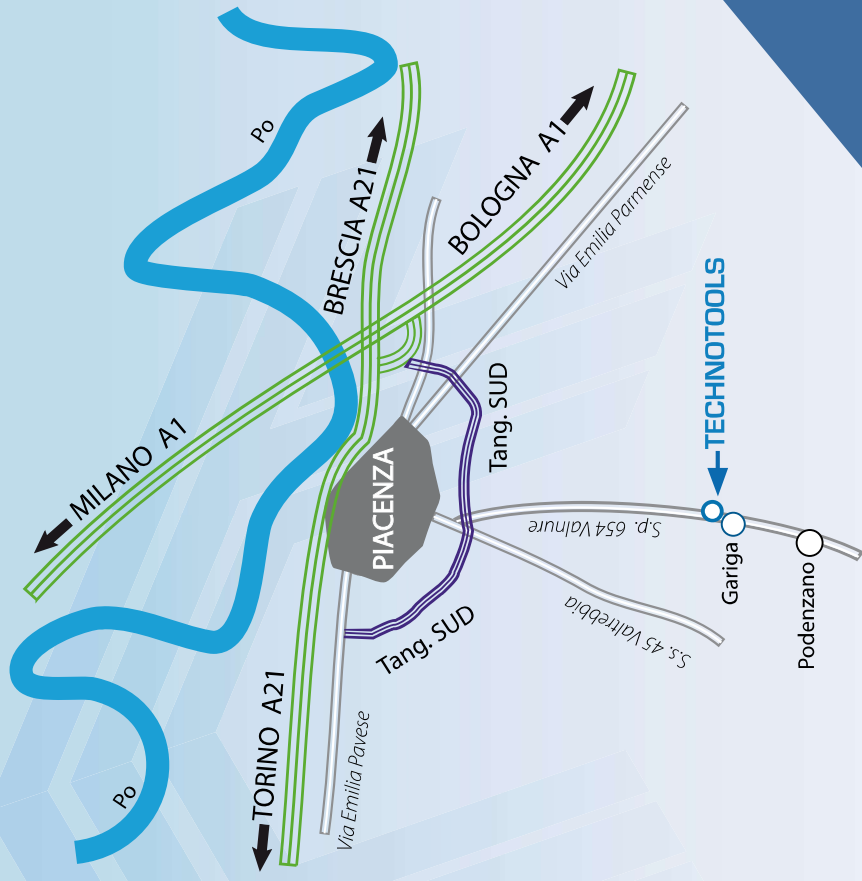 Po
BRESCIA A21
BOLOGNA A1
MILANO A1
Via Emilia Parmense
TECHNOTOOLS
Tang. SUD
PIACENZA
S.p. 654 Valnure
Gariga
Podenzano
S.s. 45 Valtrebbia
Tang. SUD
TORINO A21
Via Emilia Pavese
Po